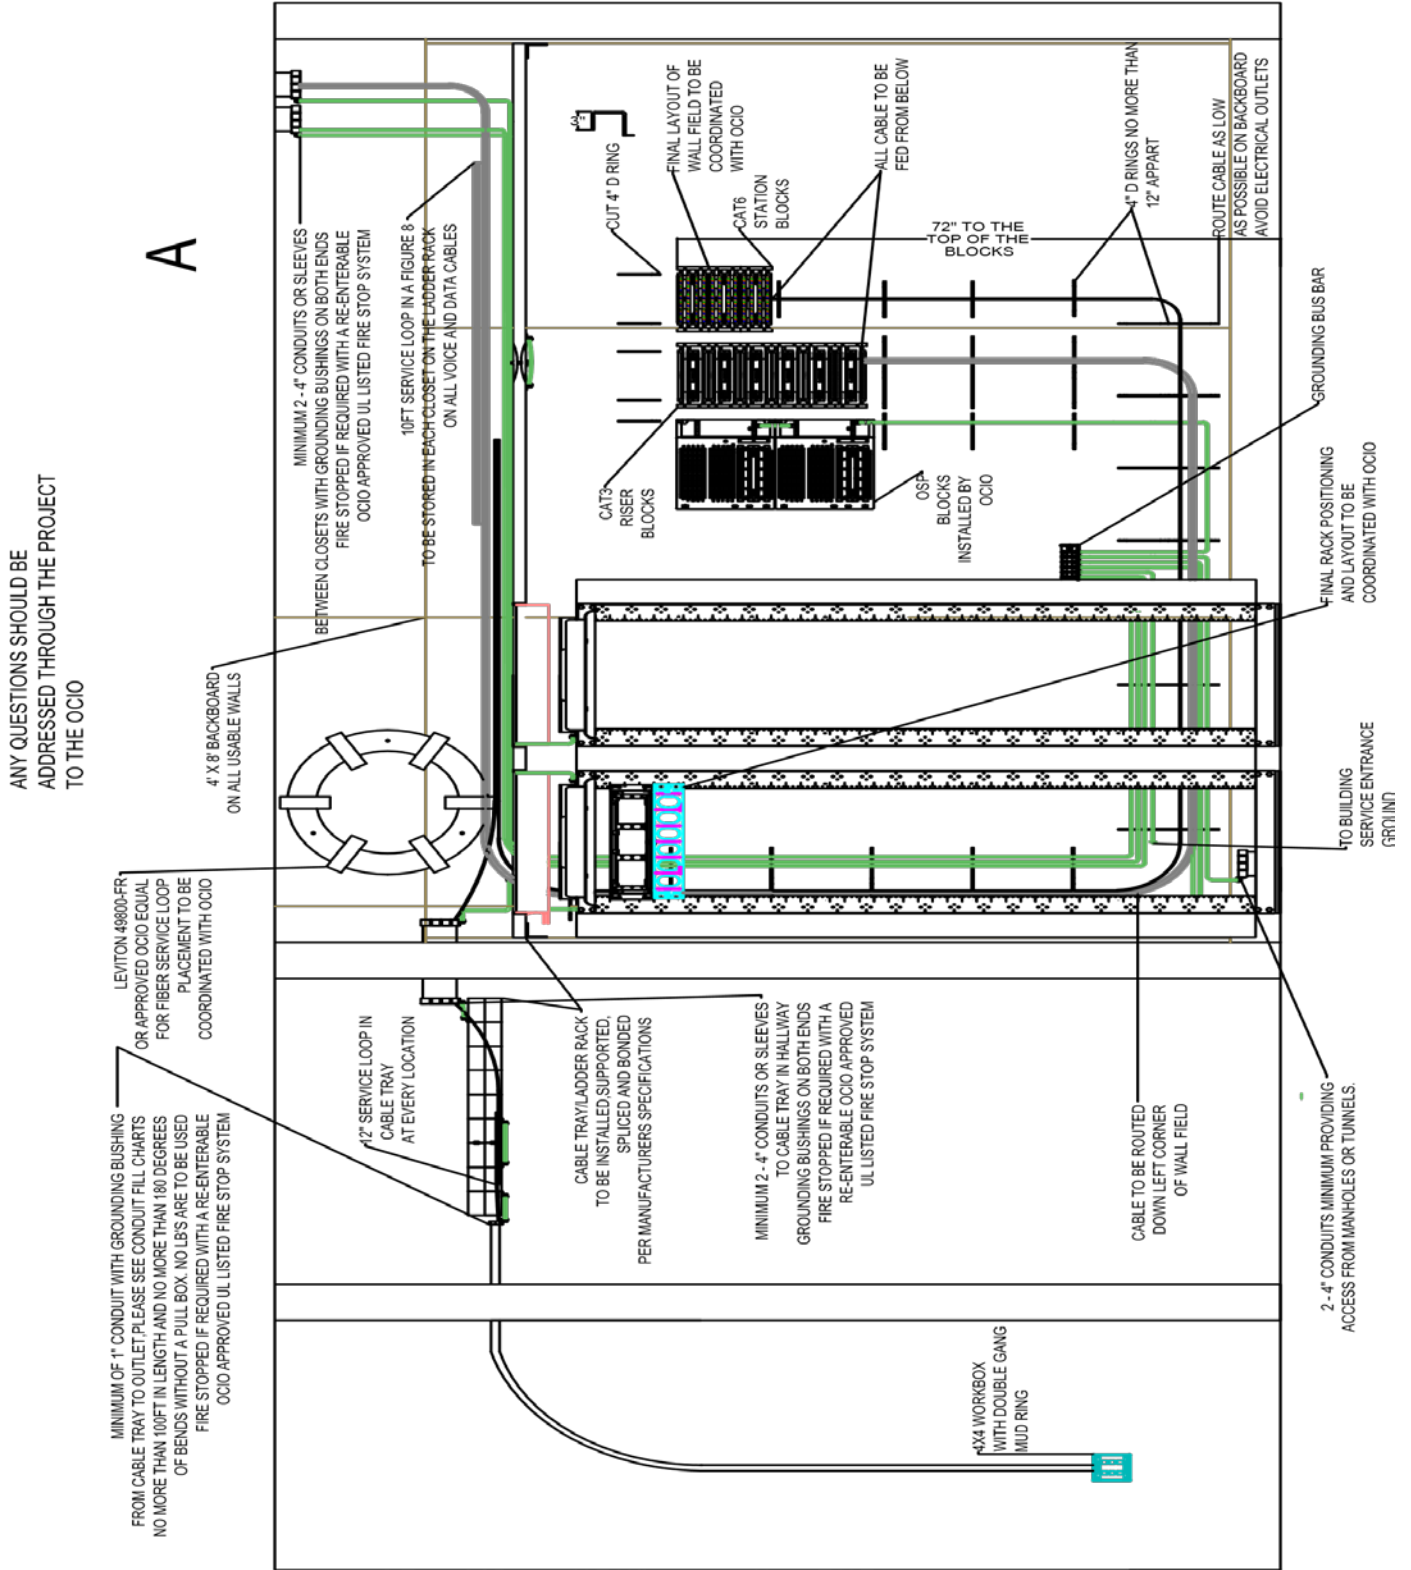 ANY QUESTIONS SHOULD BE
ADDRESSED THROUGH THE PROJECT
TO THE OCIO
A
MINIMUM OF 1" CONDUIT WITH GROUNDING BUSHING
FROM CABLE TRAY TO OUTLET,PLEASE SEE CONDUIT FILL CHARTS
NO MORE THAN 100FT IN LENGTH AND NO MORE THAN 180 DEGREES
OF BENDS WITHOUT A PULL BOX. NO LB'S ARE TO BE USED
FIRE STOPPED IF REQUIRED WITH A RE-ENTERABLE
OCIO APPROVED UL LISTED FIRE STOP SYSTEM
LEVITON 49800-FR
OR APPROVED OCIO EQUAL
FOR FIBER SERVICE LOOP
PLACEMENT TO BE
COORDINATED WITH OCIO
4' X 8' BACKBOARD
ON ALL USABLE WALLS
MINIMUM 2 - 4" CONDUITS OR SLEEVES
BETWEEN CLOSETS WITH GROUNDING BUSHINGS ON BOTH ENDS
FIRE STOPPED IF REQUIRED WITH A RE-ENTERABLE
OCIO APPROVED UL LISTED FIRE STOP SYSTEM
10FT SERVICE LOOP IN A FIGURE 8
TO BE STORED IN EACH CLOSET ON THE LADDER RACK
ON ALL VOICE AND DATA CABLES
12" SERVICE LOOP IN
CABLE TRAY
AT EVERY LOCATION
CABLE TRAY/LADDER RACK
TO BE INSTALLED,SUPPORTED,
SPLICED AND BONDED
PER MANUFACTURERS SPECIFICATIONS
3"
CUT 4" D RING
FINAL LAYOUT OF
WALL FIELD TO BE
COORDINATED
WITH OCIO
CAT6
STATION
BLOCKS
CAT3
RISER
BLOCKS
ALL CABLE TO BE
FED FROM BELOW
72" TO THE
TOP OF THE
BLOCKS
OSP
BLOCKS
INSTALLED BY
OCIO
MINIMUM 2 - 4" CONDUITS OR SLEEVES
TO CABLE TRAY IN HALLWAY
GROUNDING BUSHINGS ON BOTH ENDS
FIRE STOPPED IF REQUIRED WITH A
RE-ENTERABLE OCIO APPROVED
UL LISTED FIRE STOP SYSTEM
4" D RINGS NO MORE THAN
12" APPART
ROUTE CABLE AS LOW
AS POSSIBLE ON BACKBOARD
AVOID ELECTRICAL OUTLETS
4X4 WORKBOX
WITH DOUBLE GANG
MUD RING
CABLE TO BE ROUTED
DOWN LEFT CORNER
OF WALL FIELD
GROUNDING BUS BAR
FINAL RACK POSITIONING
AND LAYOUT TO BE
COORDINATED WITH OCIO
TO BUILDING
SERVICE ENTRANCE
GROUND
2 - 4" CONDUITS MINIMUM PROVIDING
ACCESS FROM MANHOLES OR TUNNELS.